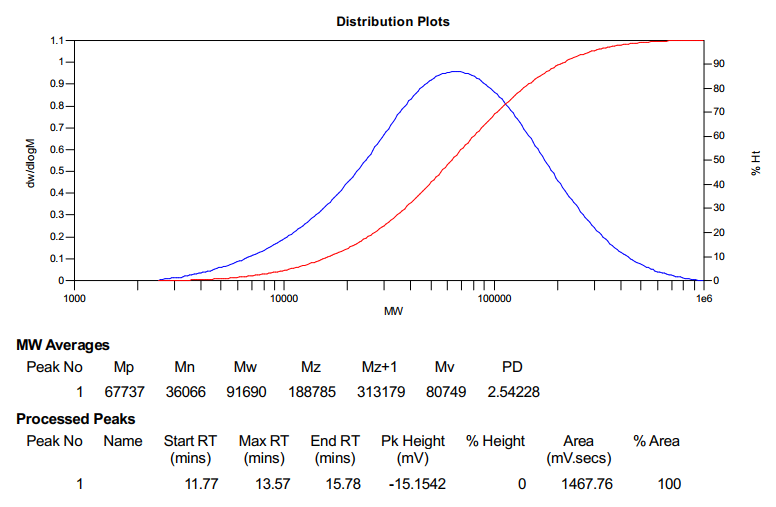 Distribution Plots
1.1
1
0.9
0.8
0.7
0.6
0.5
0.4
0.3
0.2
0.1
0
dw/dlogM
90
80
70
60
50
40
30
20
10
0
% Ht
1000 10000 100000 1e6
MW
MW Averages
Peak No Mp Mn Mw Mz Mz+1 Mv PD
1 67737 36066 91690 188785 313179 80749 2.54228
Processed Peaks
Peak No Name Start RT Max RT End RT Pk Height % Height Area % Area
(mins) (mins) (mins) (mV) (mV.secs)
1 11.77 13.57 15.78 -15.1542 0 1467.76 100